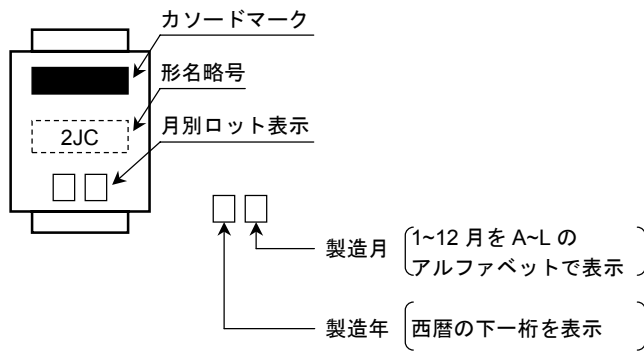 カソードマーク
形名略号
2JC
月別ロット表示
製造月
1~12 月を A~L の
アルファベットで表示
製造年
西暦の下一桁を表示